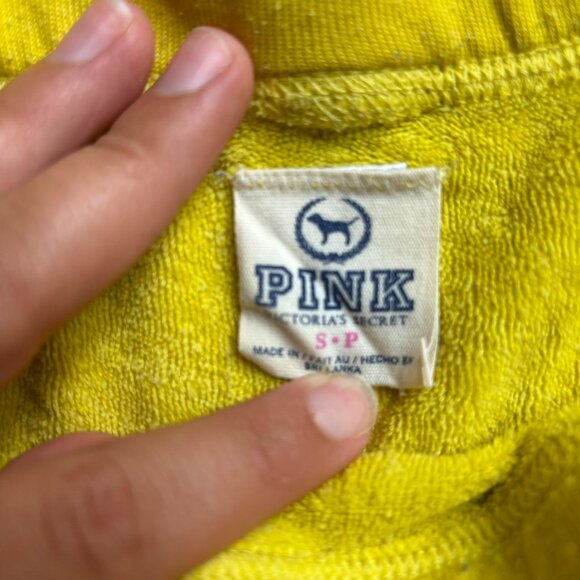 PINK
VICTORIA'S SECRET
S•P
MADE IN / FAIT AU / HECHO EN
SRI LANKA